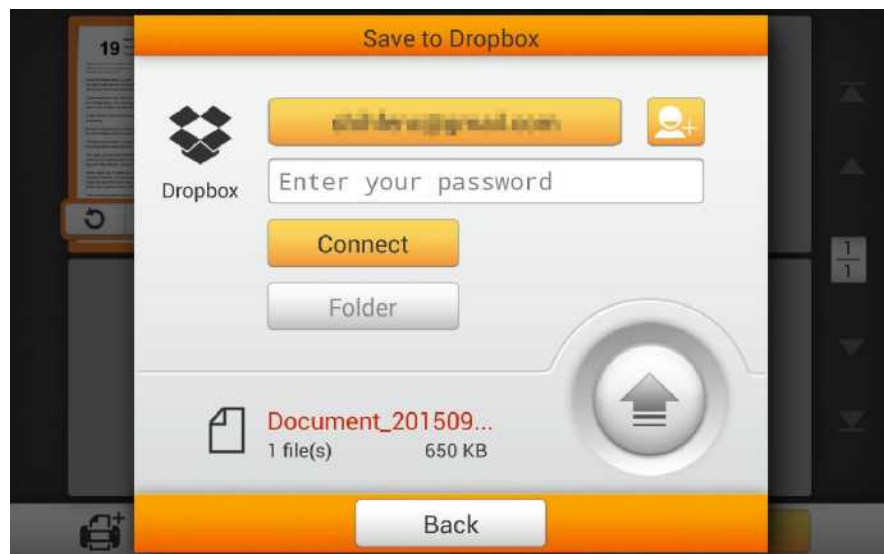 Save to Dropbox
19
Dropbox
Enter your password
Connect
Folder
1
1
Document_201509...
1 file(s) 650 KB
Back